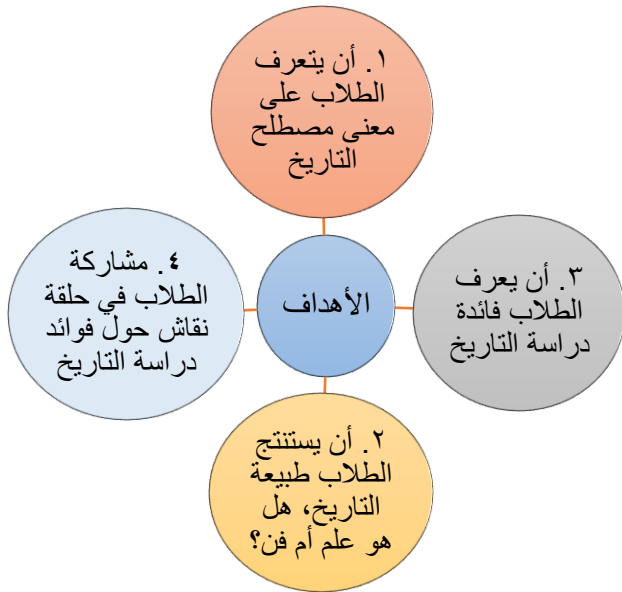 ١. أن يتعرف
الطلاب على
معنى مصطلح
التاريخ
٤. مشاركة
الطلاب في حلقة
نقاش حول فوائد
دراسة التاريخ
الأهداف
٣. أن يعرف
الطلاب فائدة
دراسة التاريخ
٢. أن يستنتج
الطلاب طبيعة
التاريخ، هل
هو علم أم فن؟